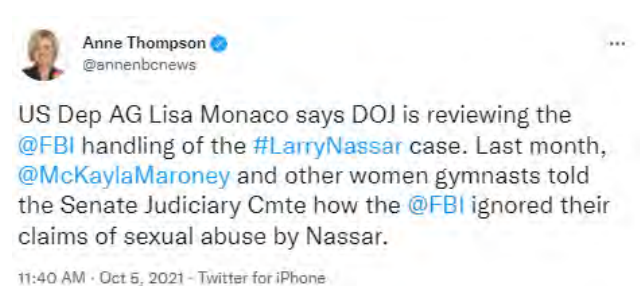 Anne Thompson
@annenbcnews
US Dep AG Lisa Monaco says DOJ is reviewing the
@FBI handling of the #LarryNassar case. Last month,
@McKaylaMaroney and other women gymnasts told
the Senate Judiciary Cmte how the @FBI ignored their
claims of sexual abuse by Nassar.
11:40 AM · Oct 5, 2021 · Twitter for iPhone